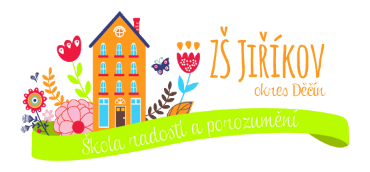 ZŠ JIŘÍKOV
okres Děčín
Škola radosti a porozumění